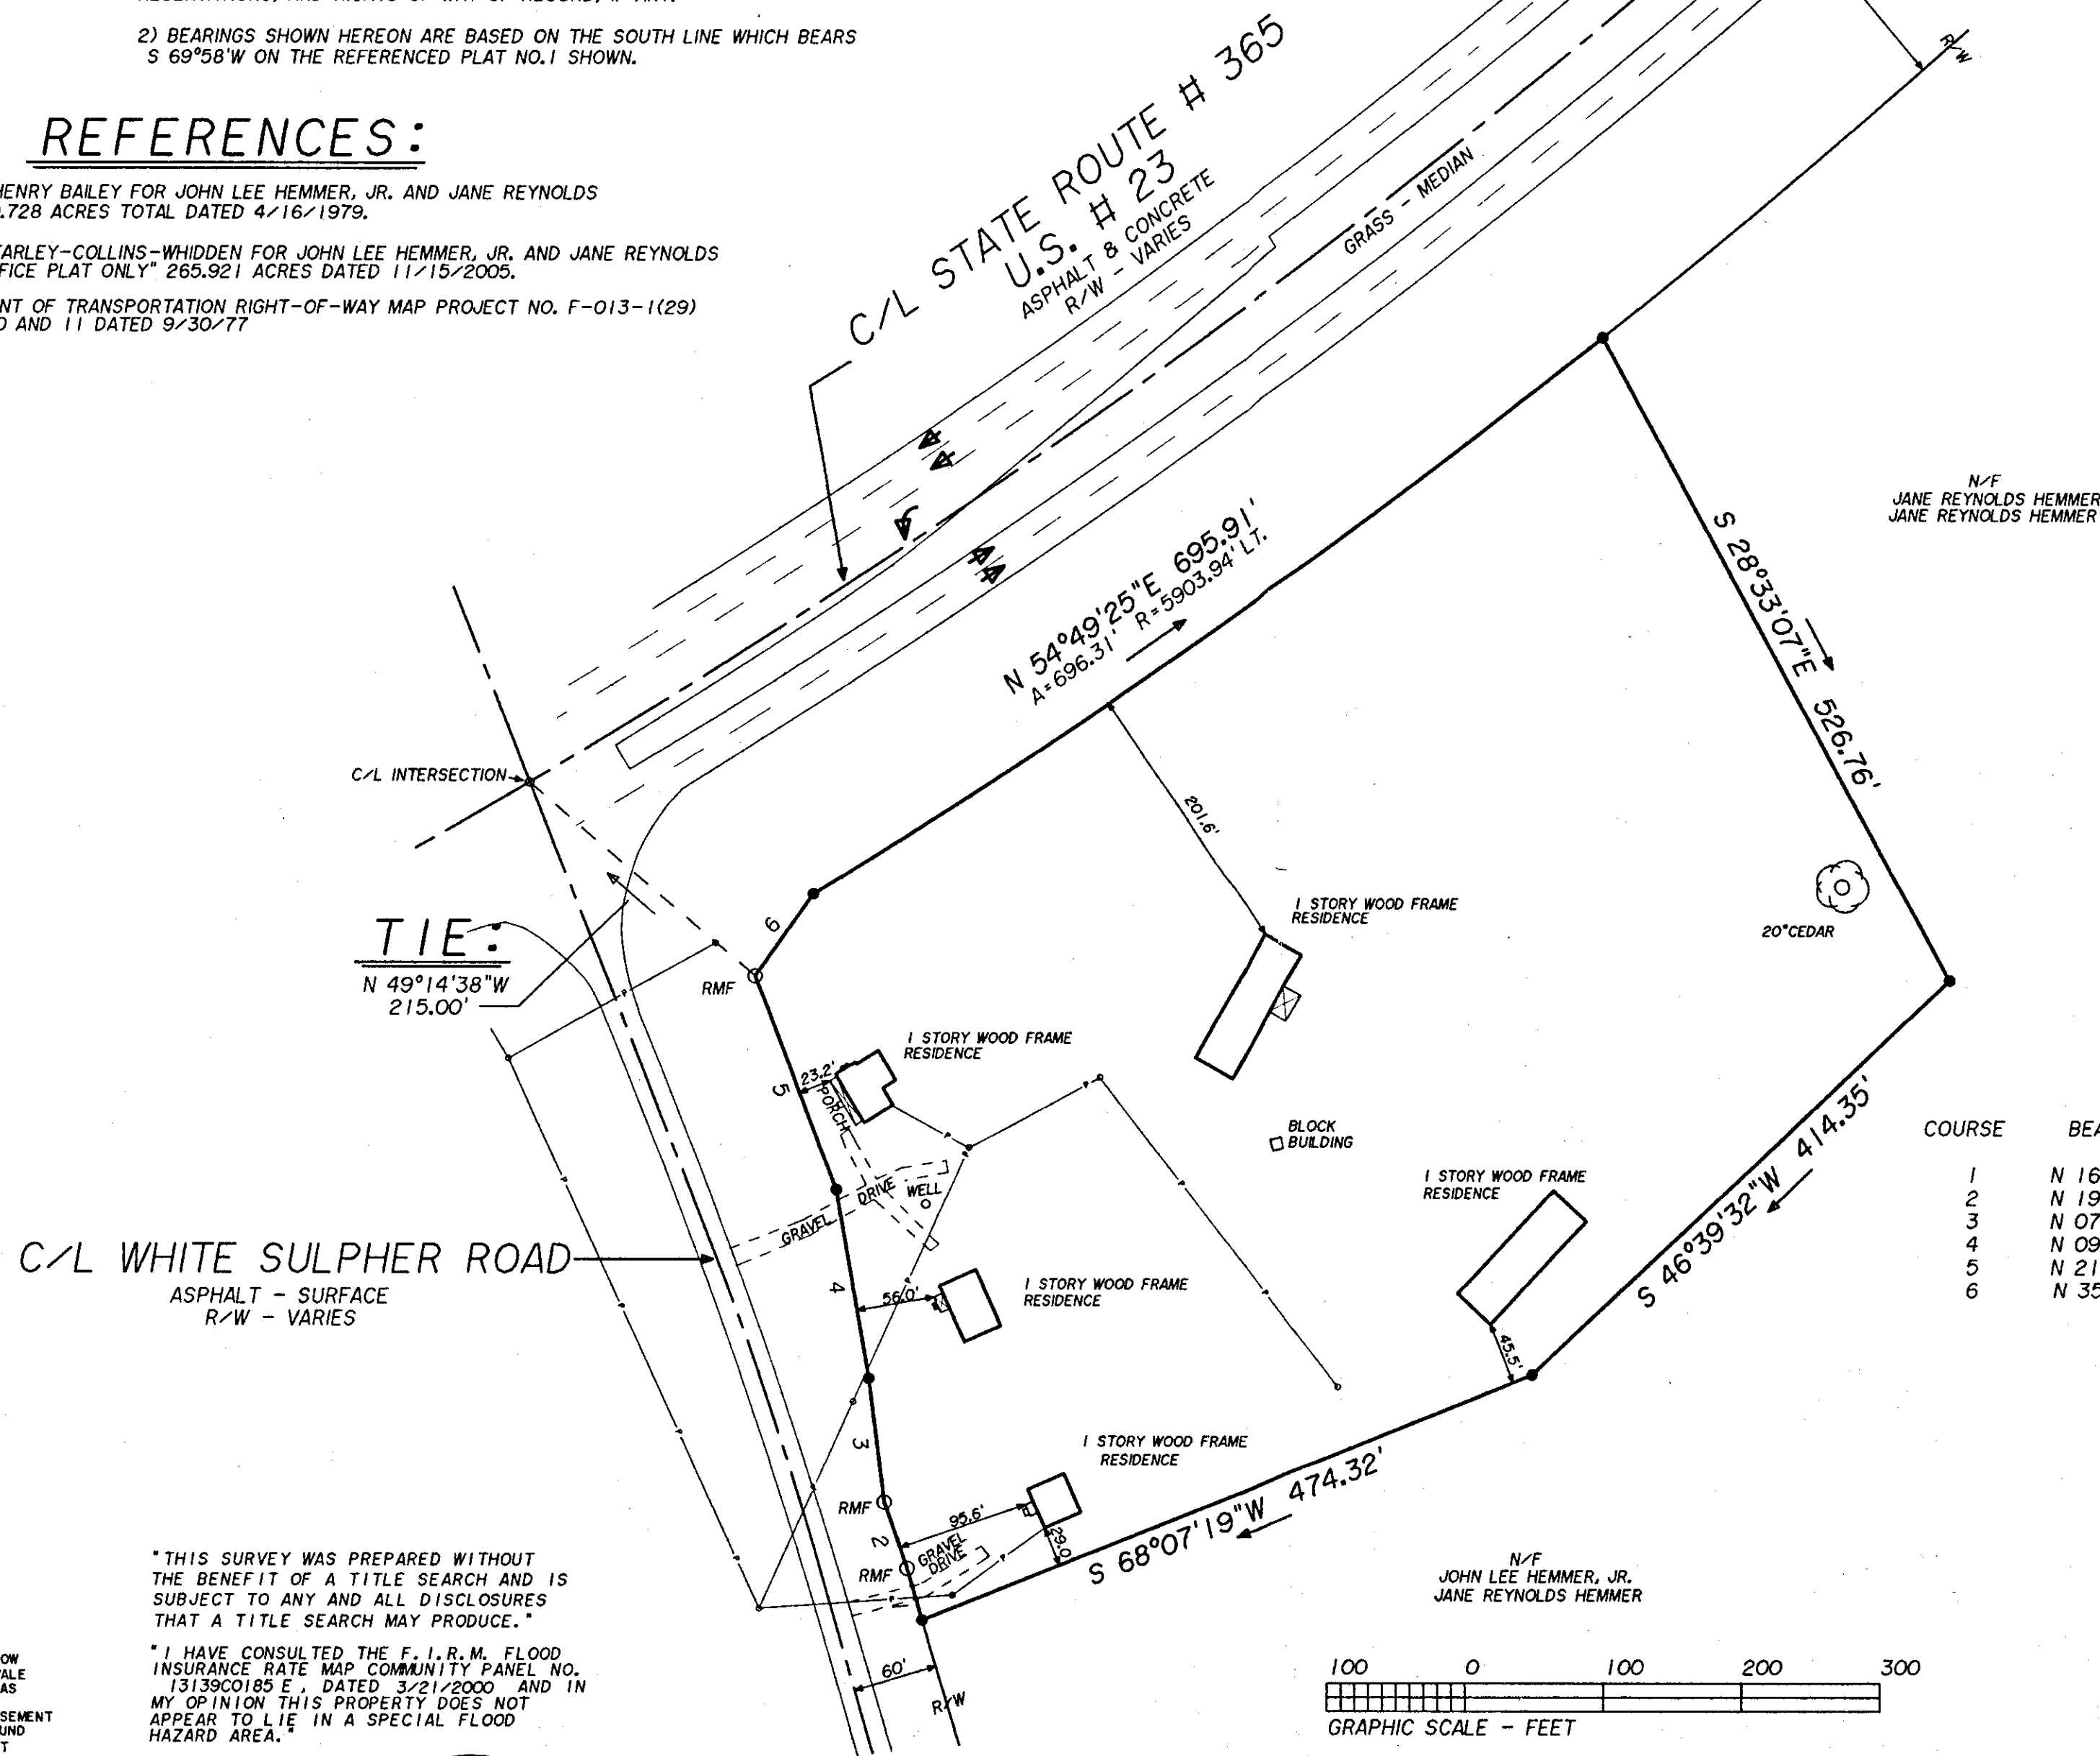 2) BEARINGS SHOWN HEREON ARE BASED ON THE SOUTH LINE WHICH BEARS
S 69°58'W ON THE REFERENCED PLAT NO.1 SHOWN.
REFERENCES:
HENRY BAILEY FOR JOHN LEE HEMMER, JR. AND JANE REYNOLDS
.728 ACRES TOTAL DATED 4/16/1979.
ARLEY-COLLINS-WHIDDEN FOR JOHN LEE HEMMER, JR. AND JANE REYNOLDS
FICE PLAT ONLY" 265.921 ACRES DATED 11/15/2005.
NT OF TRANSPORTATION RIGHT-OF-WAY MAP PROJECT NO. F-013-1(29)
AND 11 DATED 9/30/77
C/L STATE ROUTE # 365
U.S. # 23
ASPHALT & CONCRETE
R/W - VARIES
GRASS - MEDIAN
R/W
N/F
JANE REYNOLDS HEMMER
JANE REYNOLDS HEMMER
N 54°49'25"E 695.91'
A=696.31' R=5903.94' LT.
S 28°33'07"E 526.76'
C/L INTERSECTION
201.6'
TIE:
N 49°14'38"W
215.00'
6
RMF
1 STORY WOOD FRAME
RESIDENCE
20"CEDAR
1 STORY WOOD FRAME
RESIDENCE
23.2'
PORCH
5
BLOCK
BUILDING
GRAVEL DRIVE
WELL
1 STORY WOOD FRAME
RESIDENCE
S 46°39'32"W 414.35'
COURSE BEA
1 N 16
2 N 19
3 N 07
4 N 09
5 N 21
6 N 35
C/L WHITE SULPHER ROAD
ASPHALT - SURFACE
R/W - VARIES
4
56.0'
1 STORY WOOD FRAME
RESIDENCE
45.5'
3
1 STORY WOOD FRAME
RESIDENCE
RMF
95.6'
2
GRAVEL
DRIVE
29.0
RMF
S 68°07'19"W 474.32'
N/F
JOHN LEE HEMMER, JR.
JANE REYNOLDS HEMMER
60'
R/W
"THIS SURVEY WAS PREPARED WITHOUT
THE BENEFIT OF A TITLE SEARCH AND IS
SUBJECT TO ANY AND ALL DISCLOSURES
THAT A TITLE SEARCH MAY PRODUCE."
"I HAVE CONSULTED THE F.I.R.M. FLOOD
INSURANCE RATE MAP COMMUNITY PANEL NO.
13139C0185 E, DATED 3/21/2000 AND IN
MY OPINION THIS PROPERTY DOES NOT
APPEAR TO LIE IN A SPECIAL FLOOD
HAZARD AREA."
OW
ALE
AS
SEMENT
UND
T
100 0 100 200 300
GRAPHIC SCALE - FEET